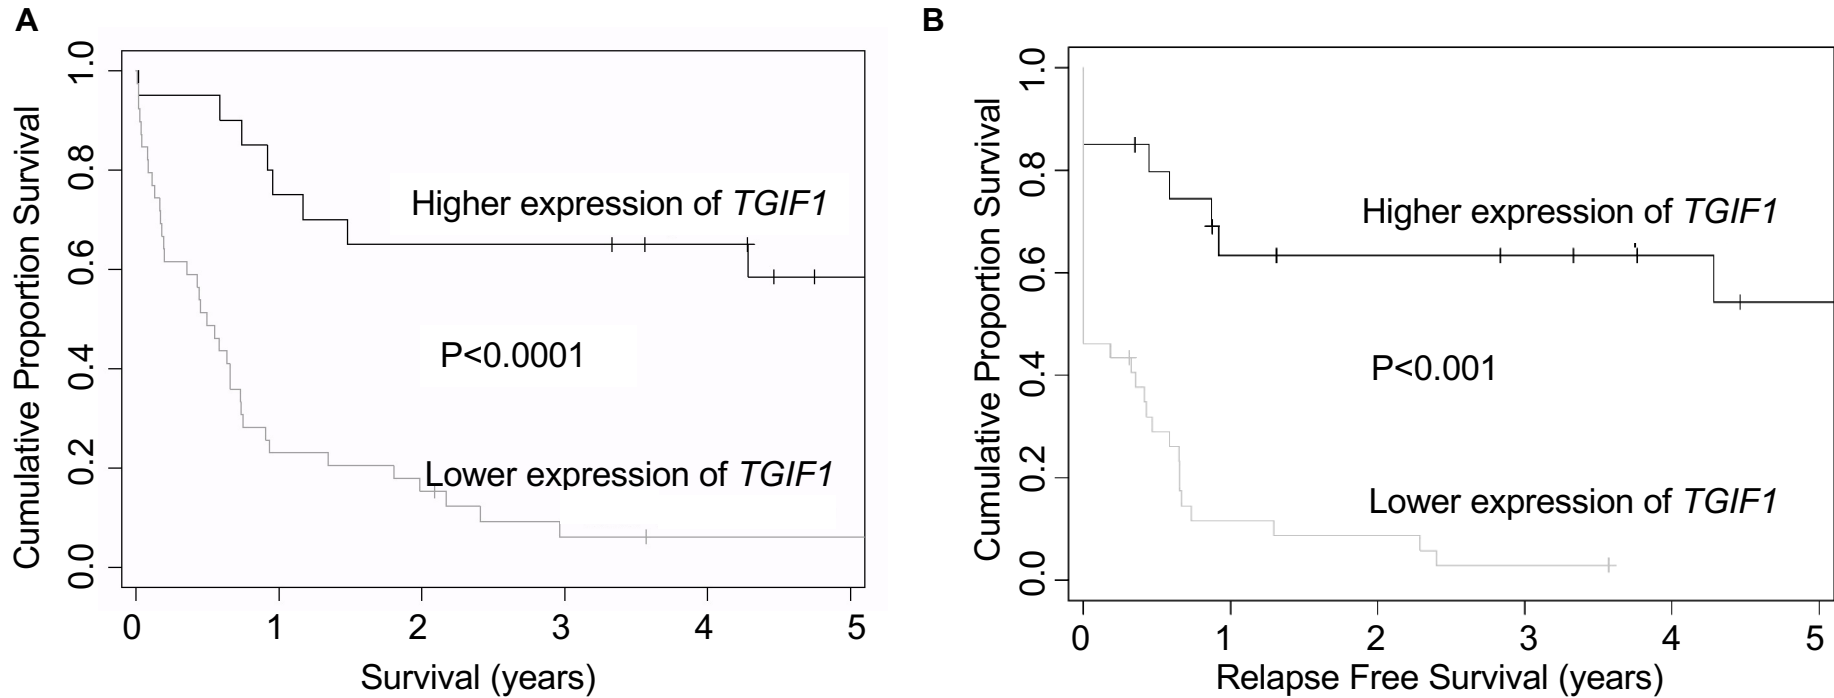 A
Cumulative Proportion Survival
1.0
0.8
0.6
0.4
0.2
0.0
Higher expression of TGIF1
P<0.0001
Lower expression of TGIF1
0 1 2 3 4 5
Survival (years)
B
Cumulative Proportion Survival
1.0
0.8
0.6
0.4
0.2
0.0
Higher expression of TGIF1
P<0.001
Lower expression of TGIF1
0 1 2 3 4 5
Relapse Free Survival (years)